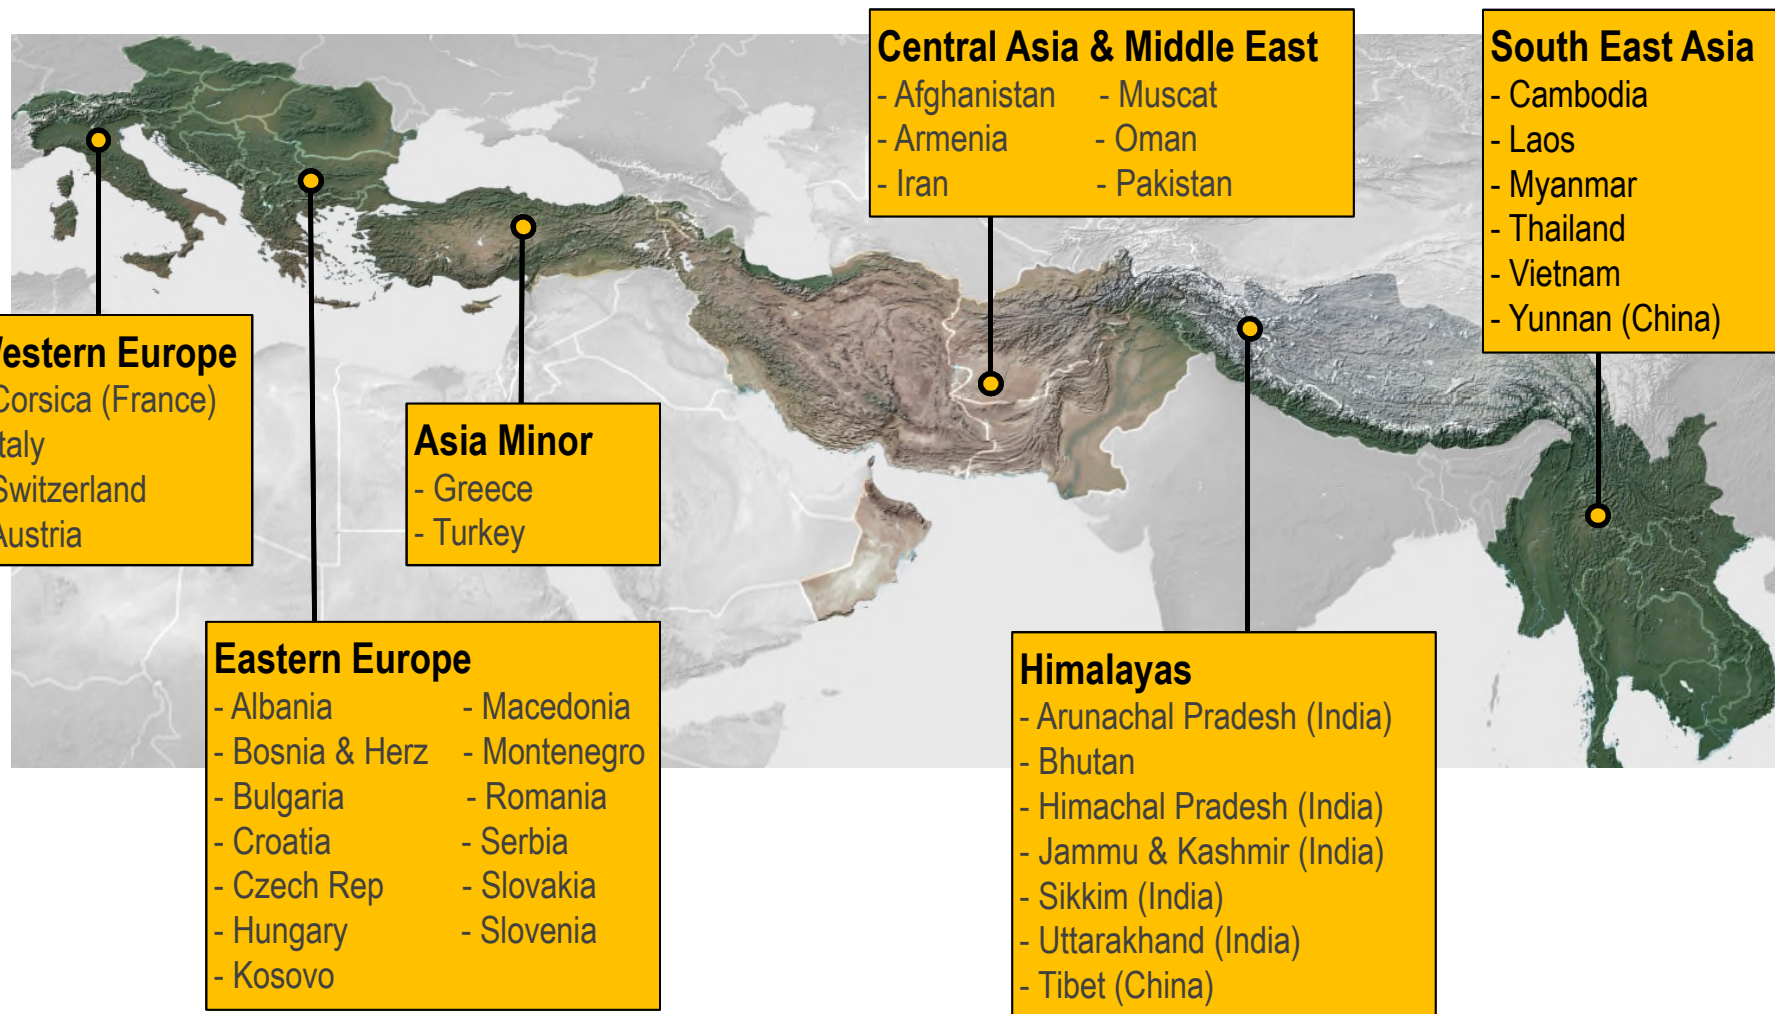 Central Asia & Middle East
- Afghanistan - Muscat
- Armenia - Oman
- Iran - Pakistan
South East Asia
- Cambodia
- Laos
- Myanmar
- Thailand
- Vietnam
- Yunnan (China)
Western Europe
Corsica (France)
Italy
Switzerland
Austria
Asia Minor
- Greece
- Turkey
Eastern Europe
- Albania - Macedonia
- Bosnia & Herz - Montenegro
- Bulgaria - Romania
- Croatia - Serbia
- Czech Rep - Slovakia
- Hungary - Slovenia
- Kosovo
Himalayas
- Arunachal Pradesh (India)
- Bhutan
- Himachal Pradesh (India)
- Jammu & Kashmir (India)
- Sikkim (India)
- Uttarakhand (India)
- Tibet (China)